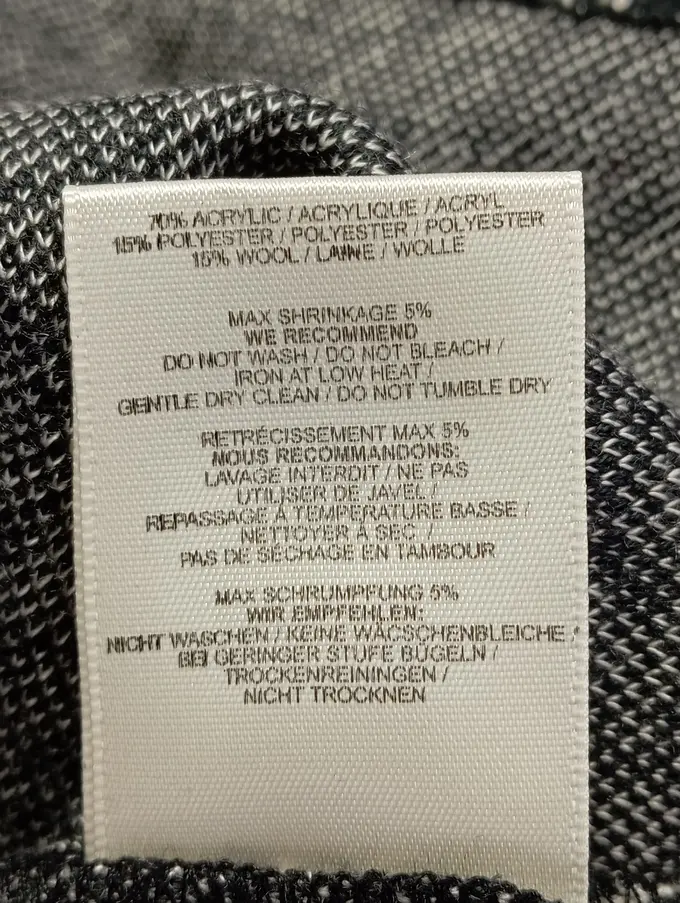 70% ACRYLIC / ACRYLIQUE / ACRYL
15% POLYESTER / POLYESTER / POLYESTER
15% WOOL / LAINE / WOLLE
MAX SHRINKAGE 5%
WE RECOMMEND
DO NOT WASH / DO NOT BLEACH /
IRON AT LOW HEAT /
GENTLE DRY CLEAN / DO NOT TUMBLE DRY
RETRÉCISSEMENT MAX 5%
NOUS RECOMMANDONS:
LAVAGE INTERDIT / NE PAS
UTILISER DE JAVEL /
REPASSAGE À TEMPERATURE BASSE /
NETTOYER À SEC /
PAS DE SÉCHAGE EN TAMBOUR
MAX SCHRUMPFUNG 5%
WIR EMPFEHLEN:
NICHT WASCHEN / KEINE WÄCSCHENBLEICHE /
BEI GERINGER STUFE BÜGELN /
TROCKENREININGEN /
NICHT TROCKNEN